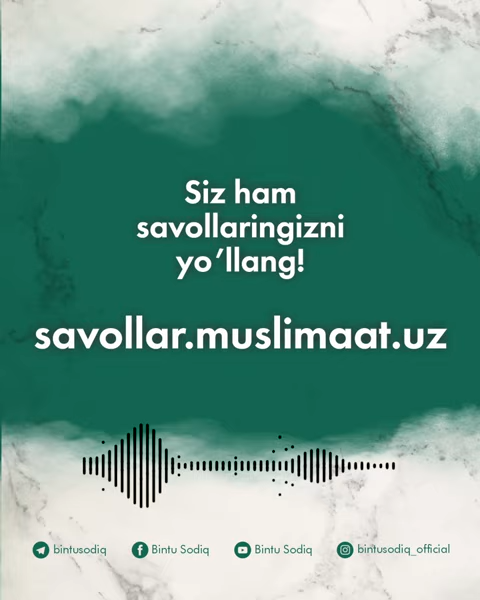 Siz ham
savollaringizni
yo‘llang!
savollar.muslimaat.uz
bintusodiq
Bintu Sodiq
Bintu Sodiq
bintusodiq_official